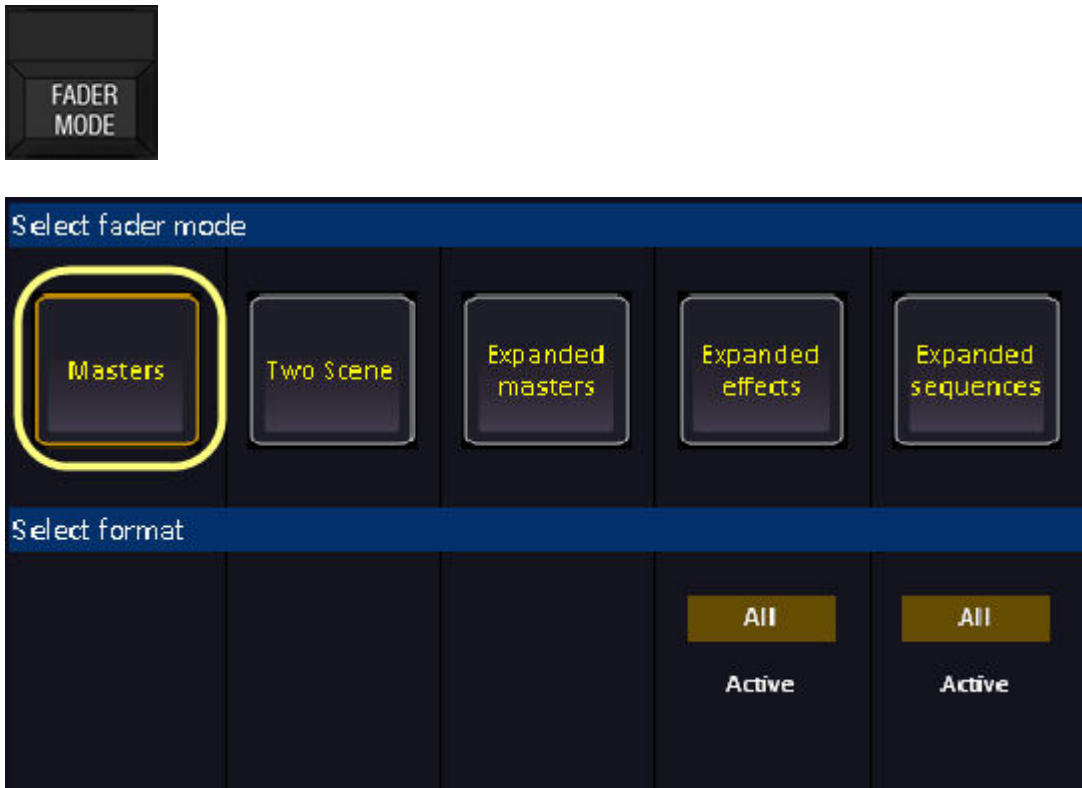 FADER
MODE
Select fader mode
Masters
Two Scene
Expanded
masters
Expanded
effects
Expanded
sequences
Select format
All
All
Active
Active